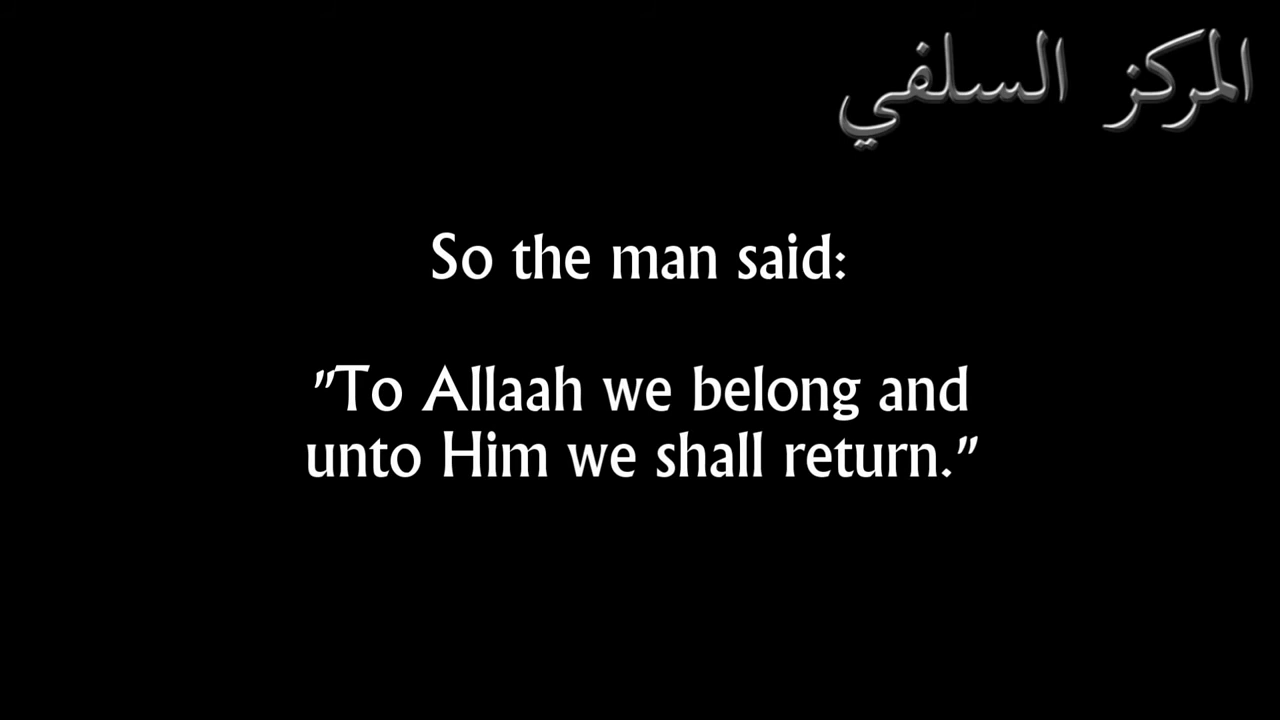 المركز السلفي
So the man said:
"To Allaah we belong and
unto Him we shall return."